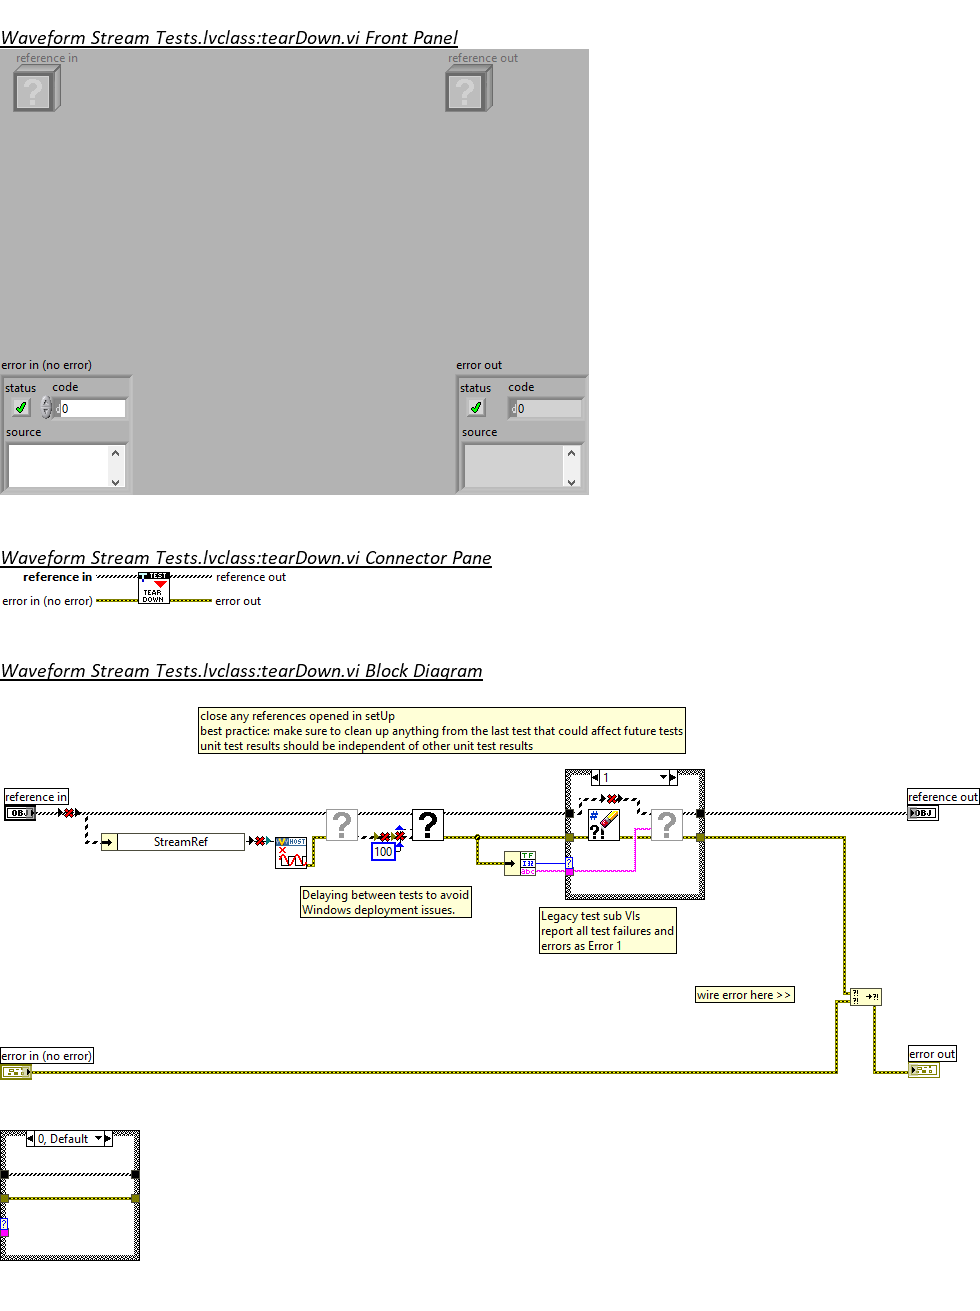 Waveform Stream Tests.lvclass:tearDown.vi Front Panel
reference in
reference out
?
?
error in (no error)
error out
status code
status code
d 0
d 0
source
source
Waveform Stream Tests.lvclass:tearDown.vi Connector Pane
reference in
TEST
reference out
TEAR
DOWN
error in (no error)
error out
Waveform Stream Tests.lvclass:tearDown.vi Block Diagram
close any references opened in setUp
best practice: make sure to clean up anything from the last test that could affect future tests
unit test results should be independent of other unit test results
1
reference in
reference out
OBJ
OBJ
?
?
#
?!
?
StreamRef
HOST
100
TF
I32
abc
?
Delaying between tests to avoid
Windows deployment issues.
Legacy test sub VIs
report all test failures and
errors as Error 1
wire error here >>
?!
?!
?!
error in (no error)
error out
0, Default
?